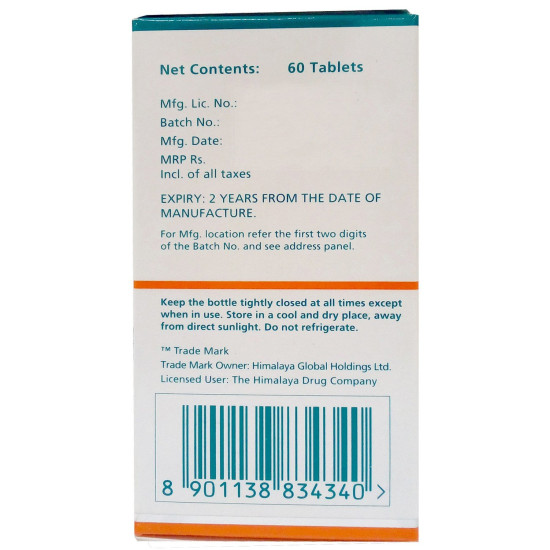 Net Contents: 60 Tablets
Mfg. Lic. No.:
Batch No.:
Mfg. Date:
MRP Rs.
Incl. of all taxes
EXPIRY: 2 YEARS FROM THE DATE OF
MANUFACTURE.
For Mfg. location refer the first two digits
of the Batch No. and see address panel.
Keep the bottle tightly closed at all times except
when in use. Store in a cool and dry place, away
from direct sunlight. Do not refrigerate.
™ Trade Mark
Trade Mark Owner: Himalaya Global Holdings Ltd.
Licensed User: The Himalaya Drug Company
8 901138 834340 >